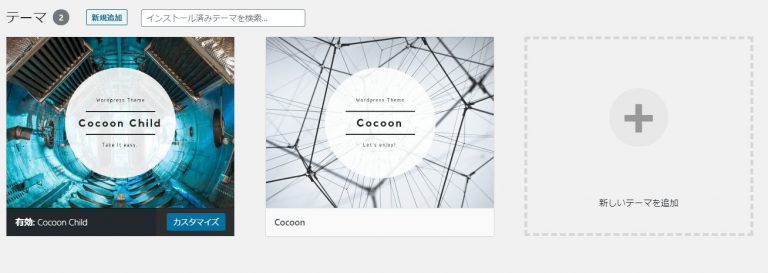 テーマ 2 新規追加 インストール済みテーマを検索...
Wordpress Theme
Cocoon Child
Take it easy.
有効: Cocoon Child カスタマイズ
Wordpress Theme
Cocoon
Let's enjoy!
Cocoon
新しいテーマを追加